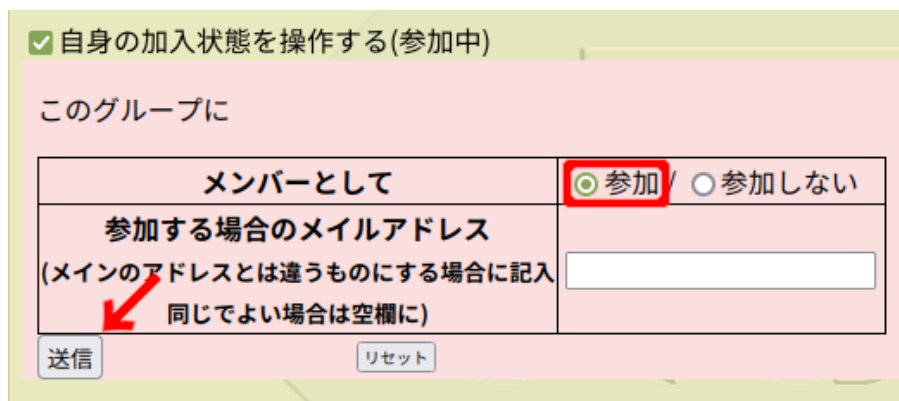 自身の加入状態を操作する(参加中)
このグループに
メンバーとして 参加 / 参加しない
参加する場合のメイルアドレス
(メインのアドレスとは違うものにする場合に記入
同じでよい場合は空欄に)
送信 リセット